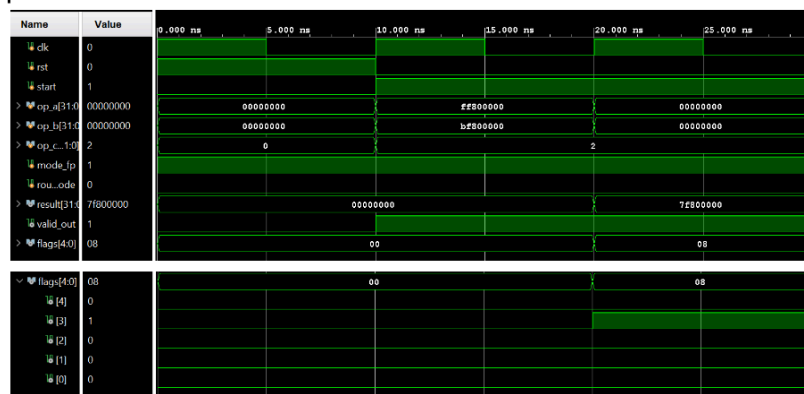 Name Value 0.000 ns 5.000 ns 10.000 ns 15.000 ns 20.000 ns 25.000 ns
clk 0
rst 0
start 1
op_a[31:0 00000000 00000000 ff800000 00000000
op_b[31:0 00000000 00000000 bf800000 00000000
op_c...1:0] 2 0 2
mode_fp 1
rou...ode 0
result[31:0 7f800000 00000000 7f800000
valid_out 1
flags[4:0] 08 00 08
flags[4:0] 08 00 08
[4] 0
[3] 1
[2] 0
[1] 0
[0] 0